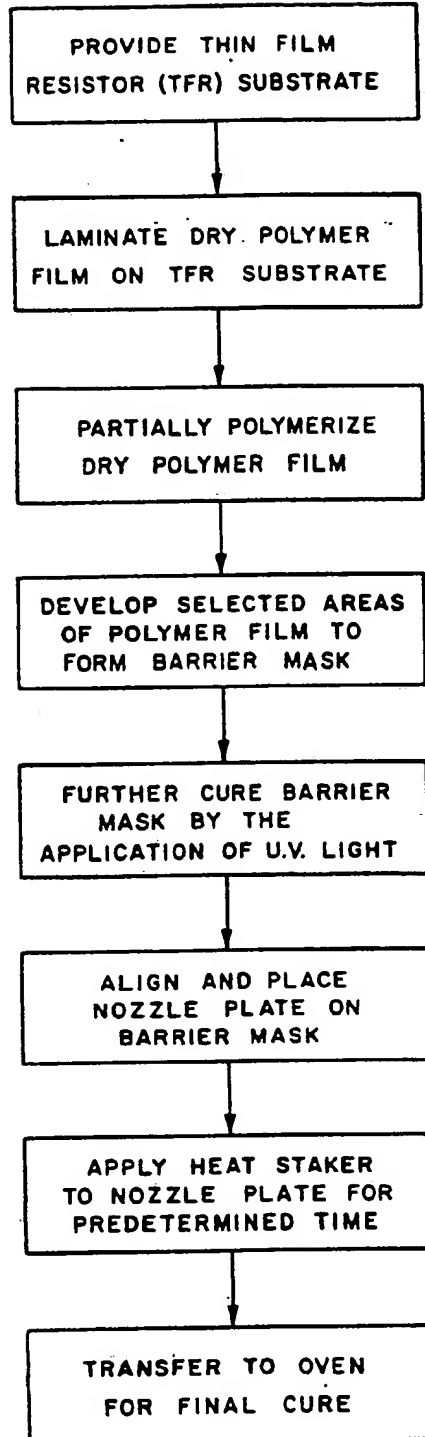 PROVIDE THIN FILM
RESISTOR (TFR) SUBSTRATE
LAMINATE DRY POLYMER
FILM ON TFR SUBSTRATE
PARTIALLY POLYMERIZE
DRY POLYMER FILM
DEVELOP SELECTED AREAS
OF POLYMER FILM TO
FORM BARRIER MASK
FURTHER CURE BARRIER
MASK BY THE
APPLICATION OF U.V. LIGHT
ALIGN AND PLACE
NOZZLE PLATE ON
BARRIER MASK
APPLY HEAT STAKER
TO NOZZLE PLATE FOR
PREDETERMINED TIME
TRANSFER TO OVEN
FOR FINAL CURE